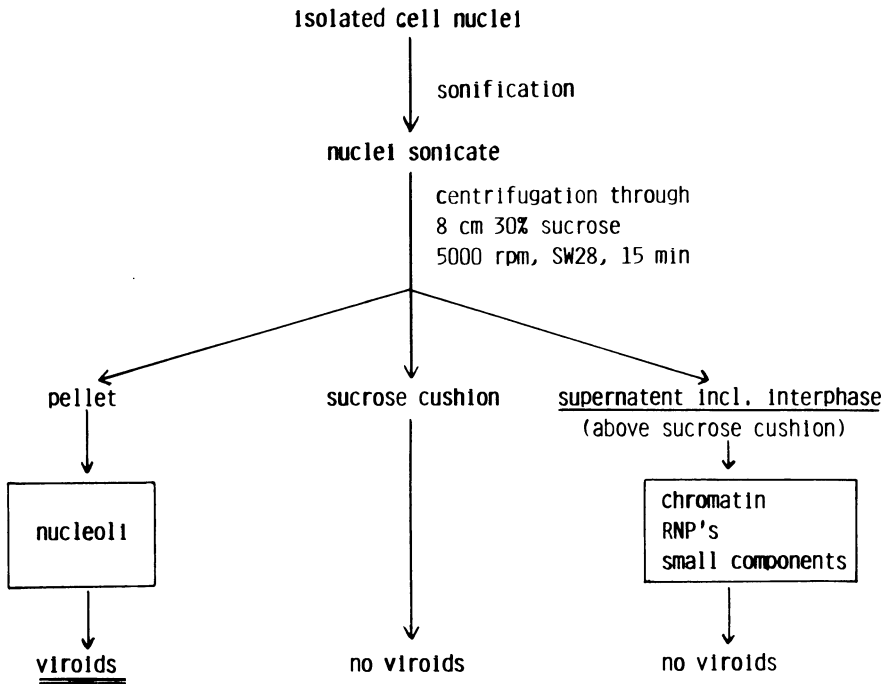 isolated cell nuclei
sonification
nuclei sonicate
centrifugation through
8 cm 30% sucrose
5000 rpm, SW28, 15 min
pellet
sucrose cushion
supernatent incl. interphase
(above sucrose cushion)
nucleoli
chromatin
RNP's
small components
viroids
no viroids
no viroids